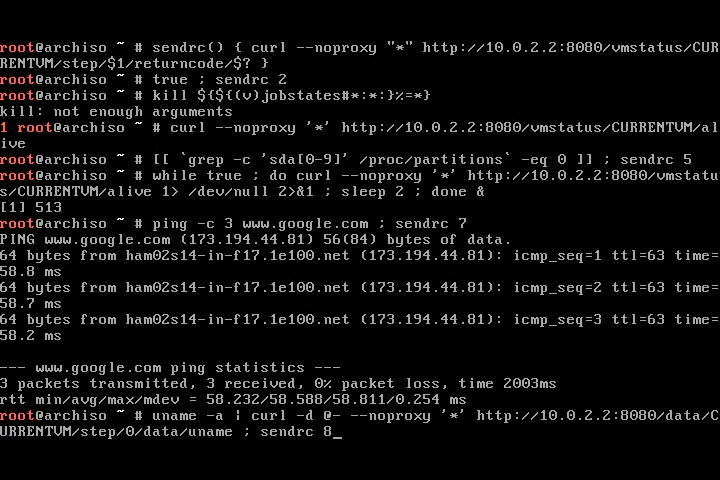 root@archiso ~ # sendrc() { curl --noproxy "*" http://10.0.2.2:8080/vmstatus/CUR
RENTVM/step/$1/returncode/$? }
root@archiso ~ # true ; sendrc 2
root@archiso ~ # kill ${${(v)jobstates#*:*:}%=*}
kill: not enough arguments
1 root@archiso ~ # curl --noproxy '*' http://10.0.2.2:8080/vmstatus/CURRENTVM/al
ive
root@archiso ~ # [[ `grep -c 'sda[0-9]' /proc/partitions` -eq 0 ]] ; sendrc 5
root@archiso ~ # while true ; do curl --noproxy '*' http://10.0.2.2:8080/vmstatu
s/CURRENTVM/alive 1> /dev/null 2>&1 ; sleep 2 ; done &
[1] 513
root@archiso ~ # ping -c 3 www.google.com ; sendrc 7
PING www.google.com (173.194.44.81) 56(84) bytes of data.
64 bytes from ham02s14-in-f17.1e100.net (173.194.44.81): icmp_seq=1 ttl=63 time=
58.8 ms
64 bytes from ham02s14-in-f17.1e100.net (173.194.44.81): icmp_seq=2 ttl=63 time=
58.7 ms
64 bytes from ham02s14-in-f17.1e100.net (173.194.44.81): icmp_seq=3 ttl=63 time=
58.2 ms
--- www.google.com ping statistics ---
3 packets transmitted, 3 received, 0% packet loss, time 2003ms
rtt min/avg/max/mdev = 58.232/58.588/58.811/0.254 ms
root@archiso ~ # uname -a | curl -d @- --noproxy '*' http://10.0.2.2:8080/data/C
URRENTVM/step/0/data/uname ; sendrc 8_